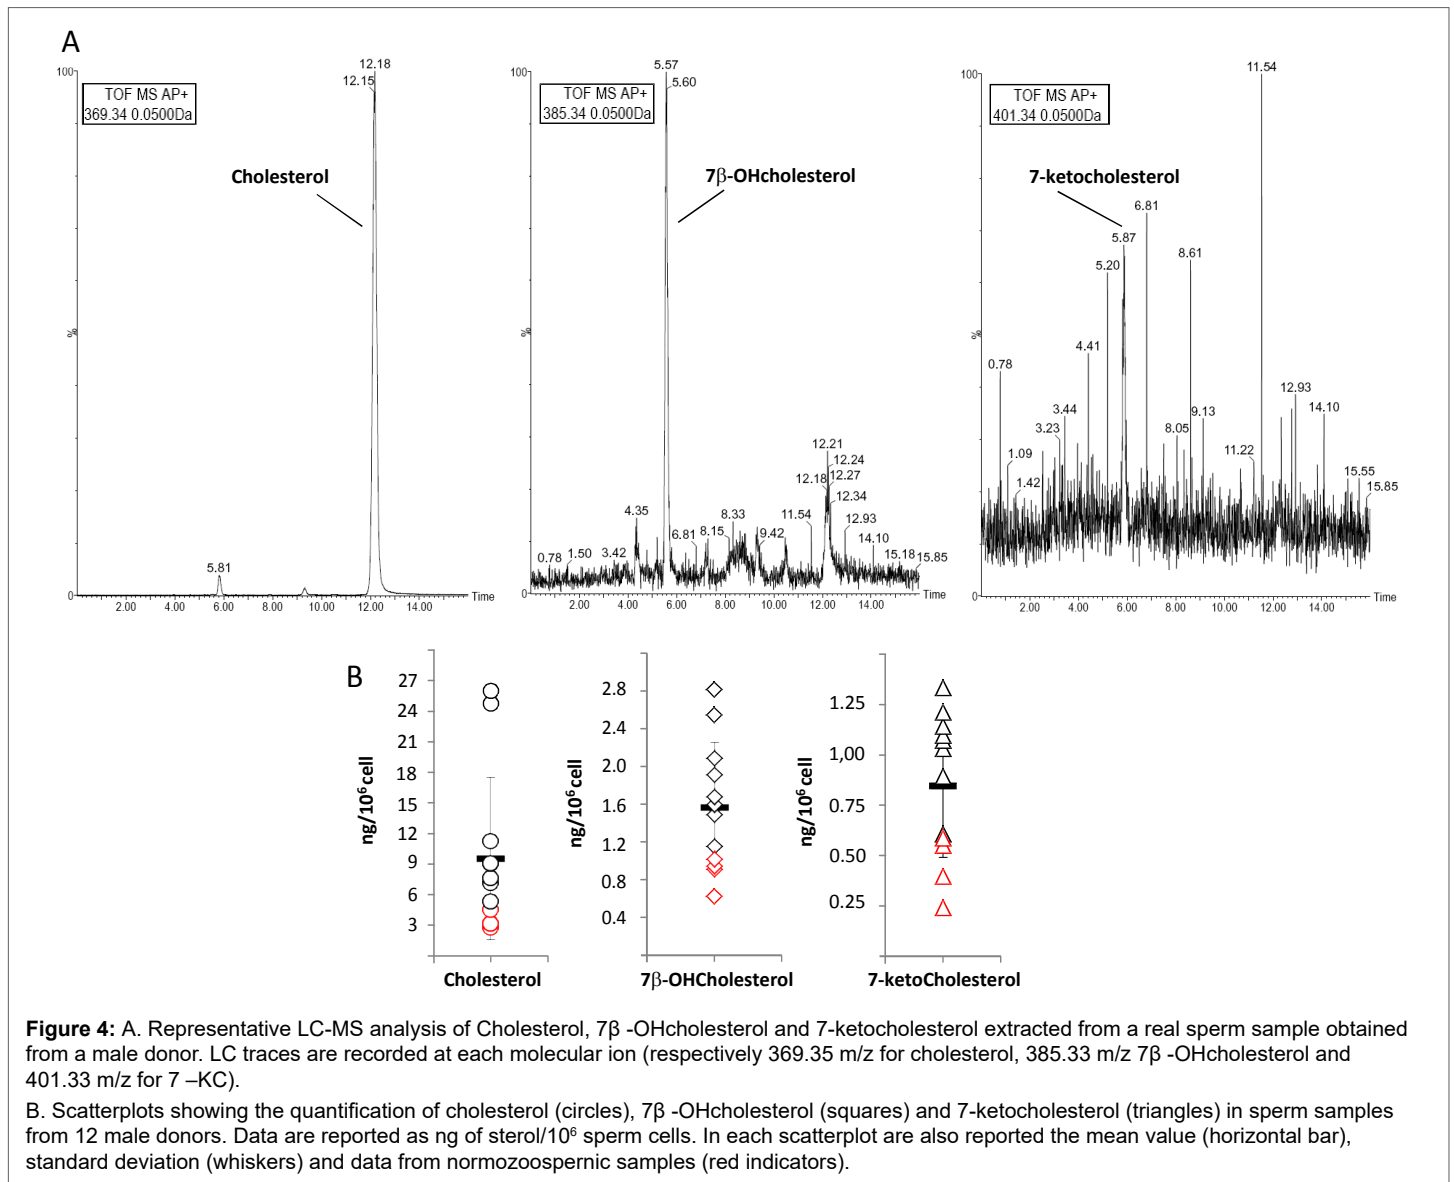 A
100
TOF MS AP+
369.34 0.0500Da
12.18
12.15
Cholesterol
%
5.81
0
2.00 4.00 6.00 8.00 10.00 12.00 14.00
Time
100
TOF MS AP+
385.34 0.0500Da
5.57
5.60
7β-OHcholesterol
%
12.21
12.24
12.18 12.27
12.34
4.35
6.81 8.15 8.33 9.42 11.54 12.93
0.78 1.50 3.42 14.10
15.18 15.85
0
2.00 4.00 6.00 8.00 10.00 12.00 14.00
Time
100
TOF MS AP+
401.34 0.0500Da
11.54
7-ketocholesterol
6.81
5.87
5.20
8.61
%
4.41
0.78
12.93
3.44 9.13 14.10
3.23 8.05
1.09 11.22
1.42 15.55
15.85
0
2.00 4.00 6.00 8.00 10.00 12.00 14.00
Time
B
ng/10⁶ cell
27
24
21
18
15
12
9
6
3
Cholesterol
ng/10⁶ cell
2.8
2.4
2.0
1.6
1.2
0.8
0.4
7β-OHCholesterol
ng/10⁶ cell
1.25
1,00
0.75
0.50
0.25
7-ketoCholesterol
Figure 4: A. Representative LC-MS analysis of Cholesterol, 7β -OHcholesterol and 7-ketocholesterol extracted from a real sperm sample obtained
from a male donor. LC traces are recorded at each molecular ion (respectively 369.35 m/z for cholesterol, 385.33 m/z 7β -OHcholesterol and
401.33 m/z for 7 –KC).
B. Scatterplots showing the quantification of cholesterol (circles), 7β -OHcholesterol (squares) and 7-ketocholesterol (triangles) in sperm samples
from 12 male donors. Data are reported as ng of sterol/10⁶ sperm cells. In each scatterplot are also reported the mean value (horizontal bar),
standard deviation (whiskers) and data from normozoospernic samples (red indicators).